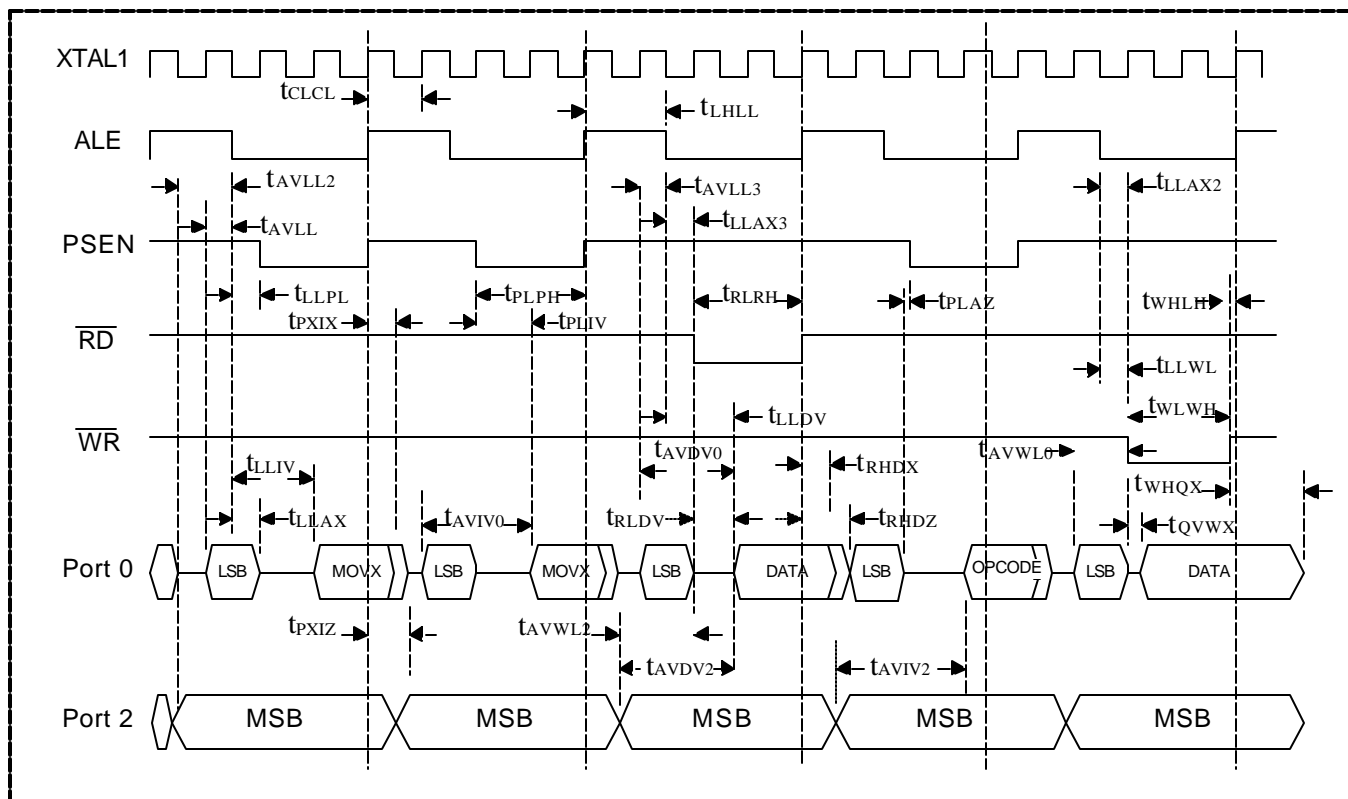 XTAL1
tCLCL
tLHLL
ALE
tAVLL2
tAVLL3
tLLAX2
tAVLL
tLLAX3
PSEN
tLLPL
tPLPH
tRLRH
tPLAZ
tWHLH
tPXIX
tPLIV
RD
tLLWL
tLLDV
tWLWH
WR
tAVDV0
tAVWL0
tLLIV
tRHDX
tWHQX
tLLAX
tAVIV0
tRLDV
tRHDZ
tQVWX
Port 0 LSB MOVX LSB MOVX LSB DATA LSB OPCODE LSB DATA
tPXIZ
tAVWL2
tAVDV2
tAVIV2
Port 2 MSB MSB MSB MSB MSB